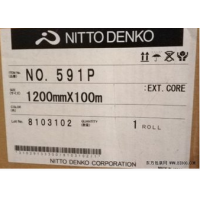 NITTO DENKO
NO. 591P
:EXT. CORE
1200mmX100m
8103102
1 ROLL
NITTO DENKO CORPORATION